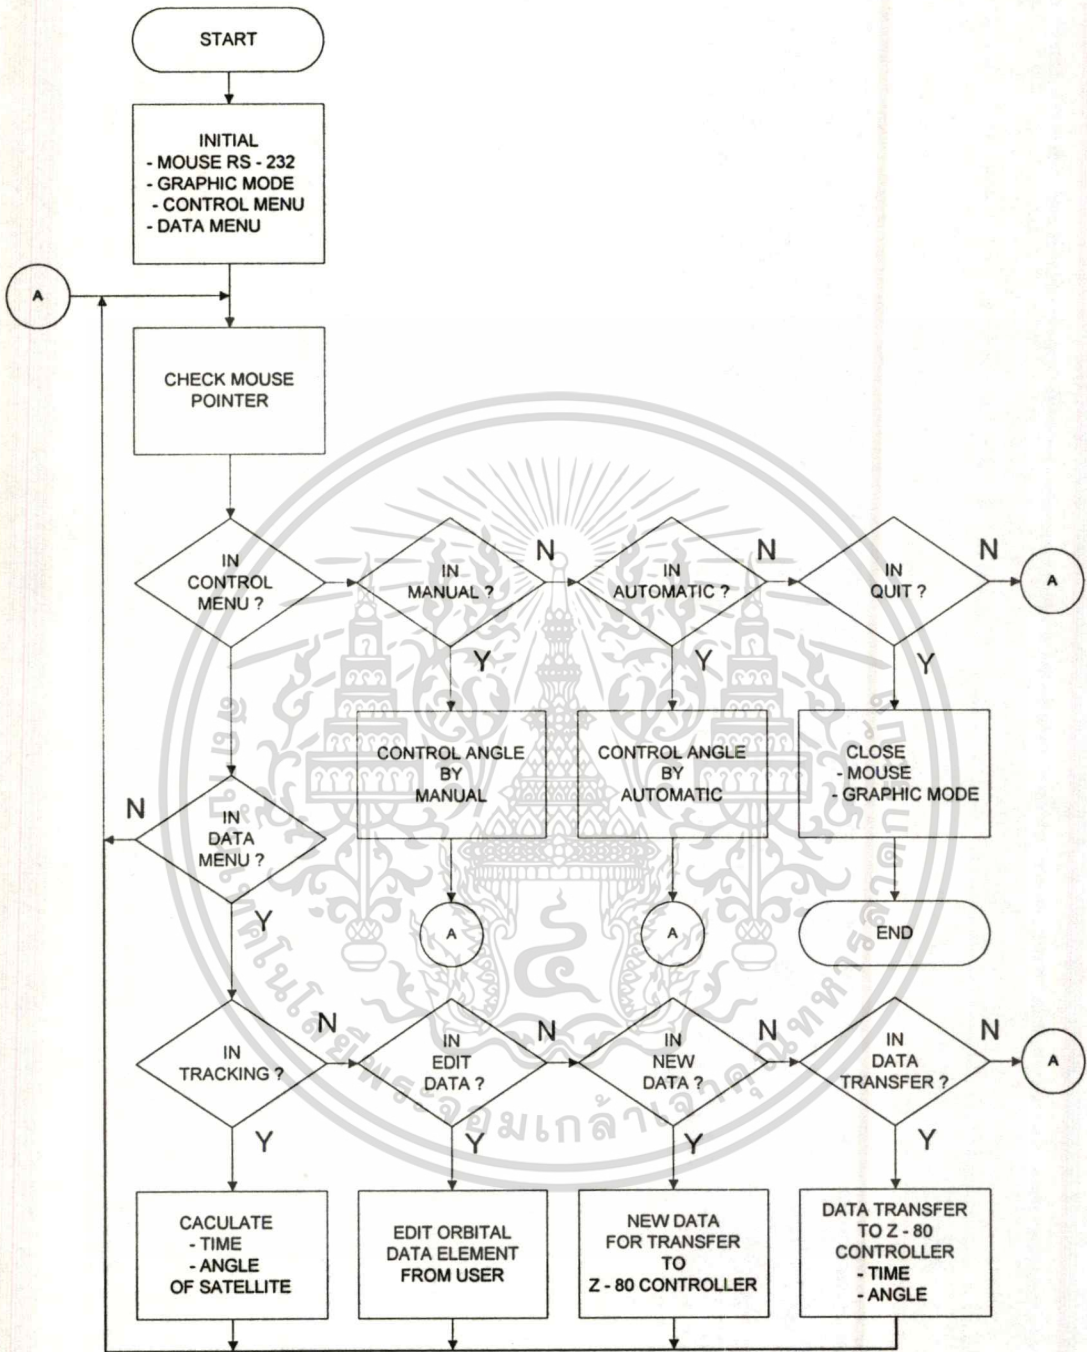 START
INITIAL
- MOUSE RS - 232
- GRAPHIC MODE
- CONTROL MENU
- DATA MENU
A
CHECK MOUSE
POINTER
IN
CONTROL
MENU ?
IN
MANUAL ?
N
IN
AUTOMATIC ?
N
IN
QUIT ?
N
A
Y
Y
Y
CONTROL ANGLE
BY
MANUAL
CONTROL ANGLE
BY
AUTOMATIC
CLOSE
- MOUSE
- GRAPHIC MODE
N
IN
DATA
MENU ?
Y
A
A
END
IN
TRACKING ?
N
IN
EDIT
DATA ?
N
IN
NEW
DATA ?
N
IN
DATA
TRANSFER ?
N
A
Y
Y
Y
Y
CACULATE
- TIME
- ANGLE
OF SATELLITE
EDIT ORBITAL
DATA ELEMENT
FROM USER
NEW DATA
FOR TRANSFER
TO
Z - 80 CONTROLLER
DATA TRANSFER
TO Z - 80
CONTROLLER
- TIME
- ANGLE